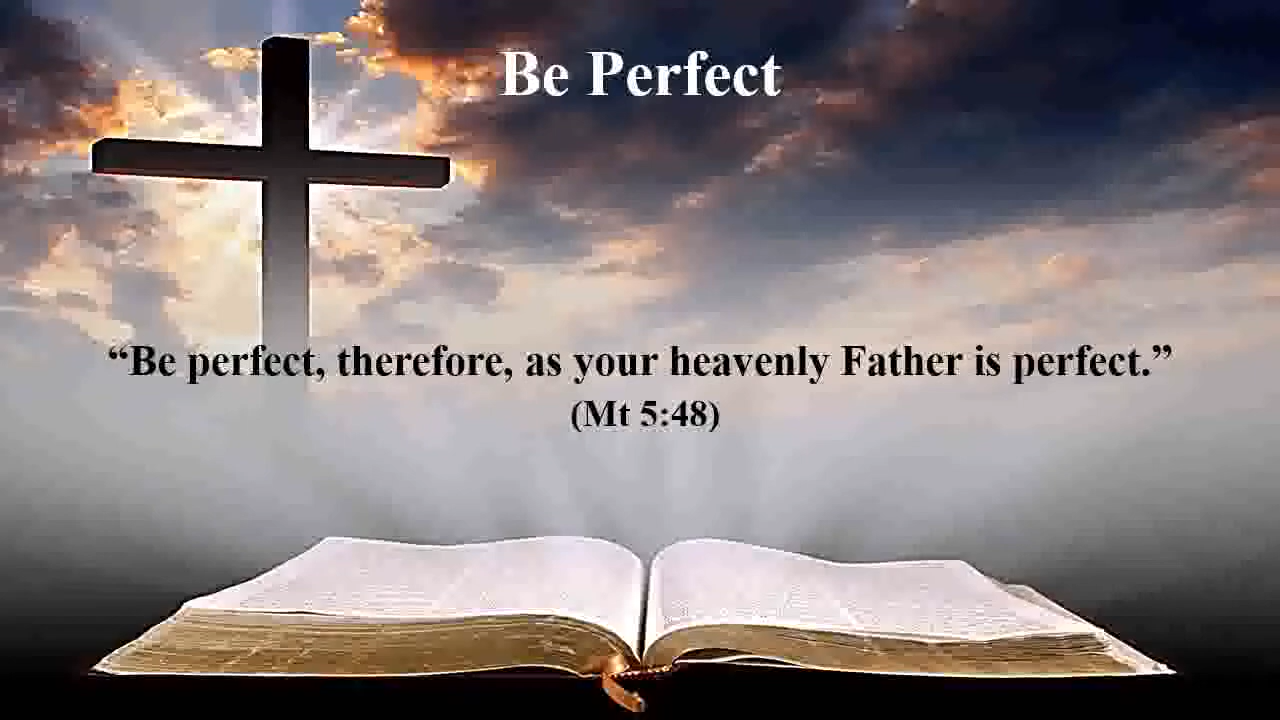 Be Perfect
“Be perfect, therefore, as your heavenly Father is perfect.”
(Mt 5:48)